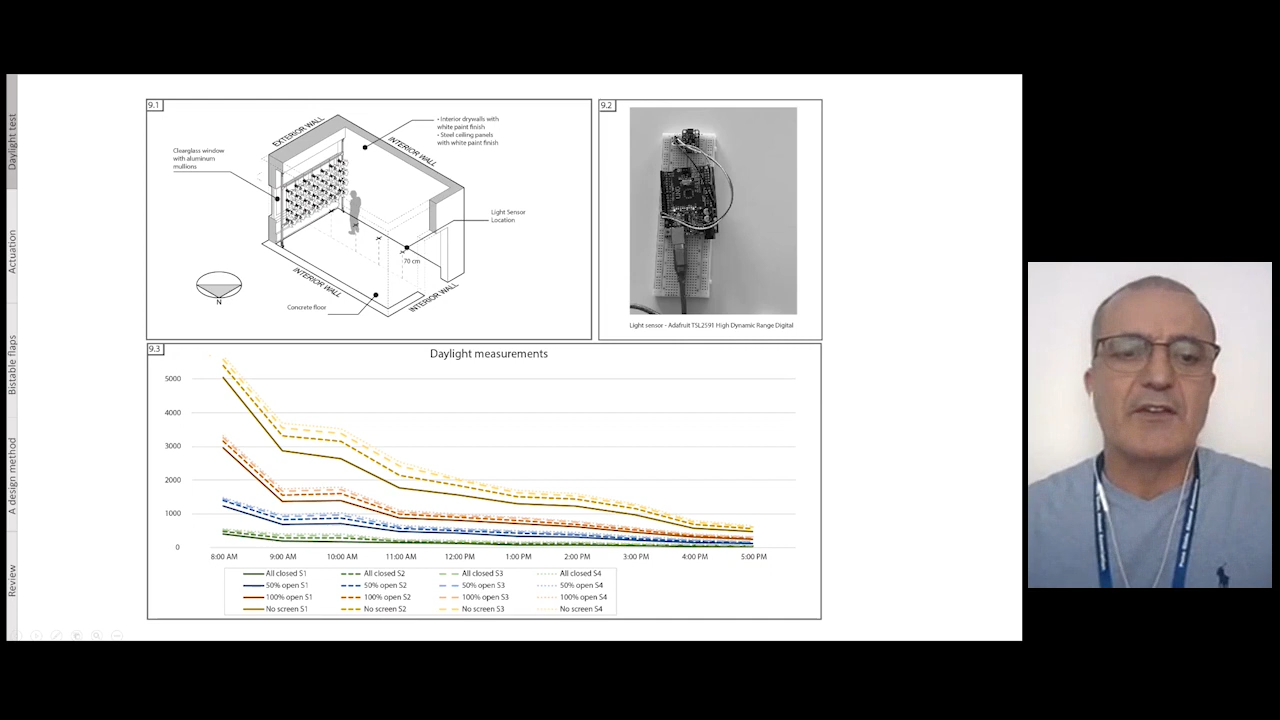 Daylight test
Actuation
Bistable flaps
A design method
Review
9.1
EXTERIOR WALL
INTERIOR WALL
• Interior drywalls with
white paint finish
• Steel ceiling panels
with white paint finish
Clearglass window
with aluminum
mullions
Light Sensor
Location
70 cm
INTERIOR WALL
INTERIOR WALL
Concrete floor
N
9.2
Light sensor - Adafruit TSL2591 High Dynamic Range Digital
9.3
Daylight measurements
5000
4000
3000
2000
1000
0
8:00 AM 9:00 AM 10:00 AM 11:00 AM 12:00 PM 1:00 PM 2:00 PM 3:00 PM 4:00 PM 5:00 PM
All closed S1 All closed S2 All closed S3 All closed S4
50% open S1 50% open S2 50% open S3 50% open S4
100% open S1 100% open S2 100% open S3 100% open S4
No screen S1 No screen S2 No screen S3 No screen S4